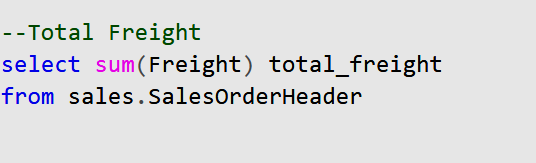 --Total Freight
select sum(Freight) total_freight
from sales.SalesOrderHeader